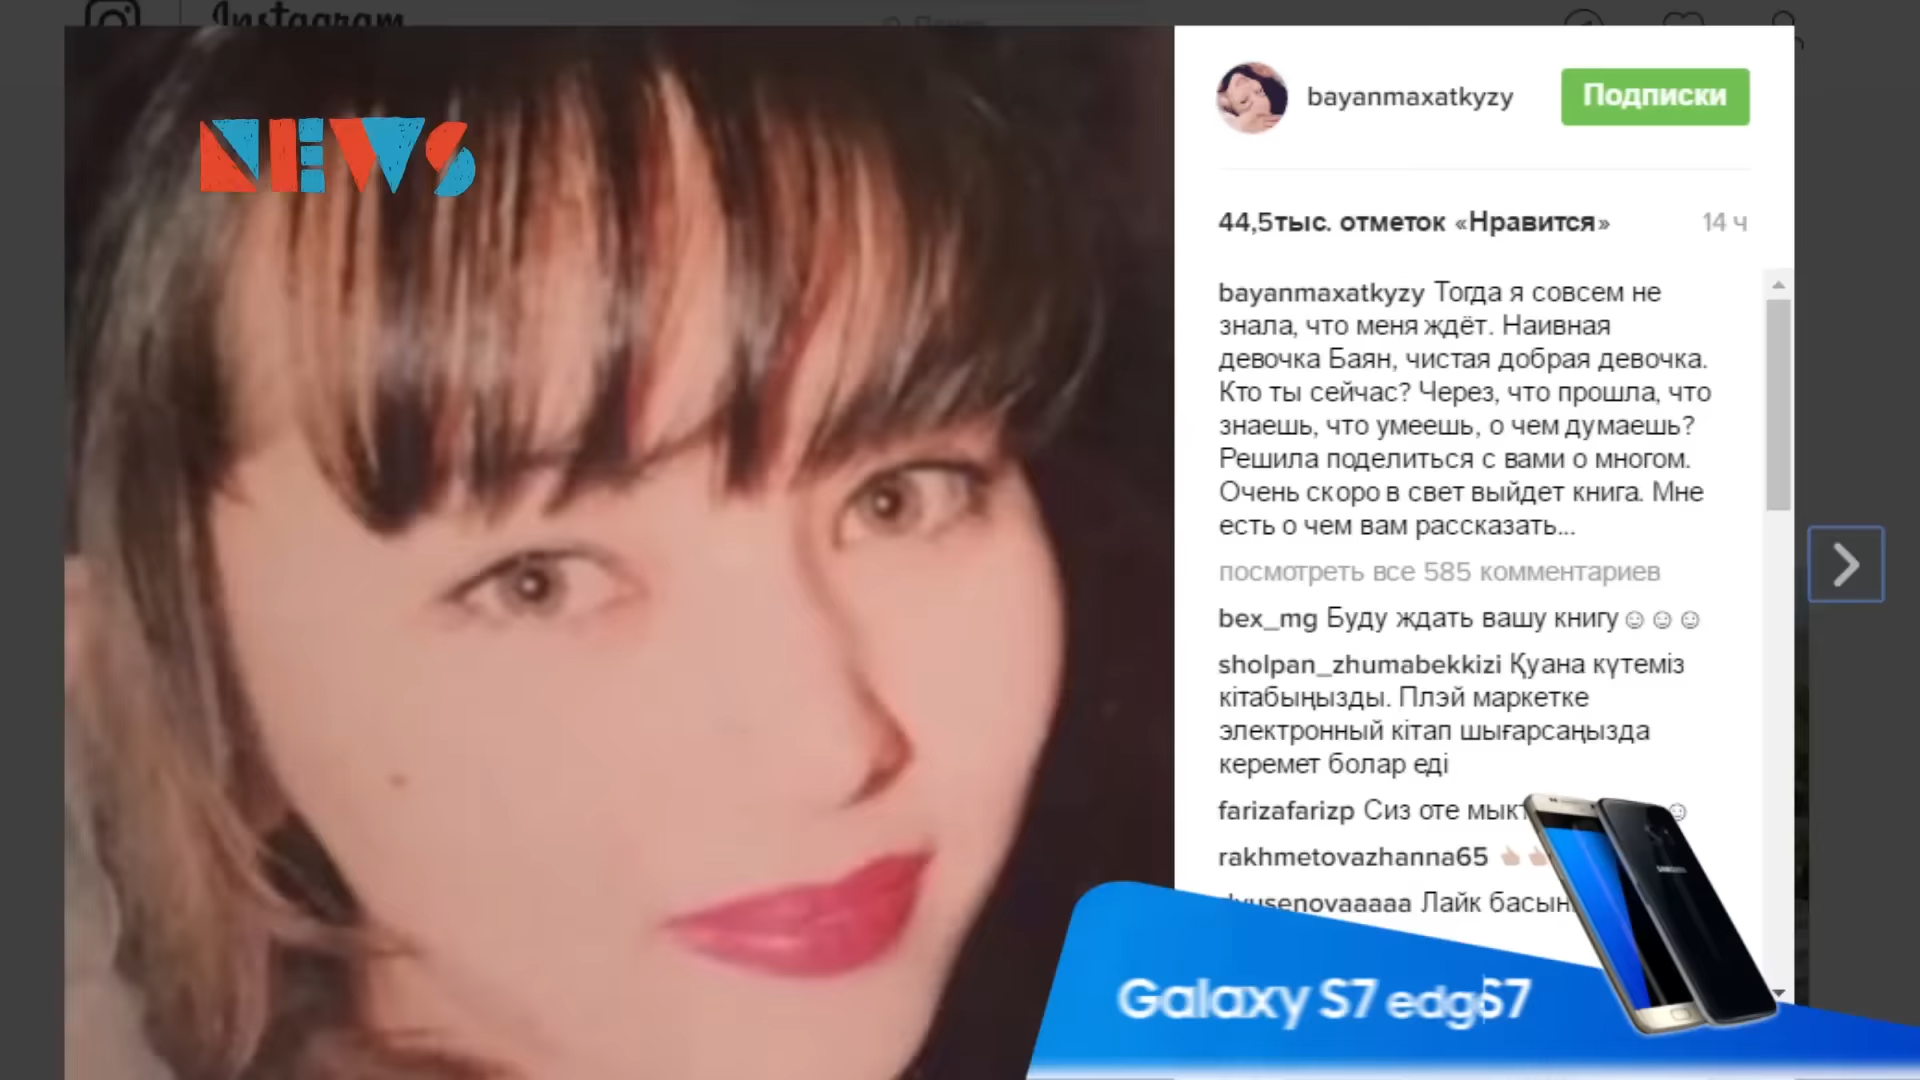 Instagram
NEWS
bayanmaxatkyzy
Подписки
44,5тыс. отметок «Нравится»
14 ч
bayanmaxatkyzy Тогда я совсем не
знала, что меня ждёт. Наивная
девочка Баян, чистая добрая девочка.
Кто ты сейчас? Через, что прошла, что
знаешь, что умеешь, о чем думаешь?
Решила поделиться с вами о многом.
Очень скоро в свет выйдет книга. Мне
есть о чем вам рассказать...
посмотреть все 585 комментариев
bex_mg Буду ждать вашу книгу☺☺☺
sholpan_zhumabekkizi Қуана күтеміз
кітабыңызды. Плэй маркетке
электронный кітап шығарсаңызда
керемет болар еді
farizafarizp Сиз оте
rakhmetovazhanna65
Лайк
SAMSUNG
Galaxy S7 edge S7